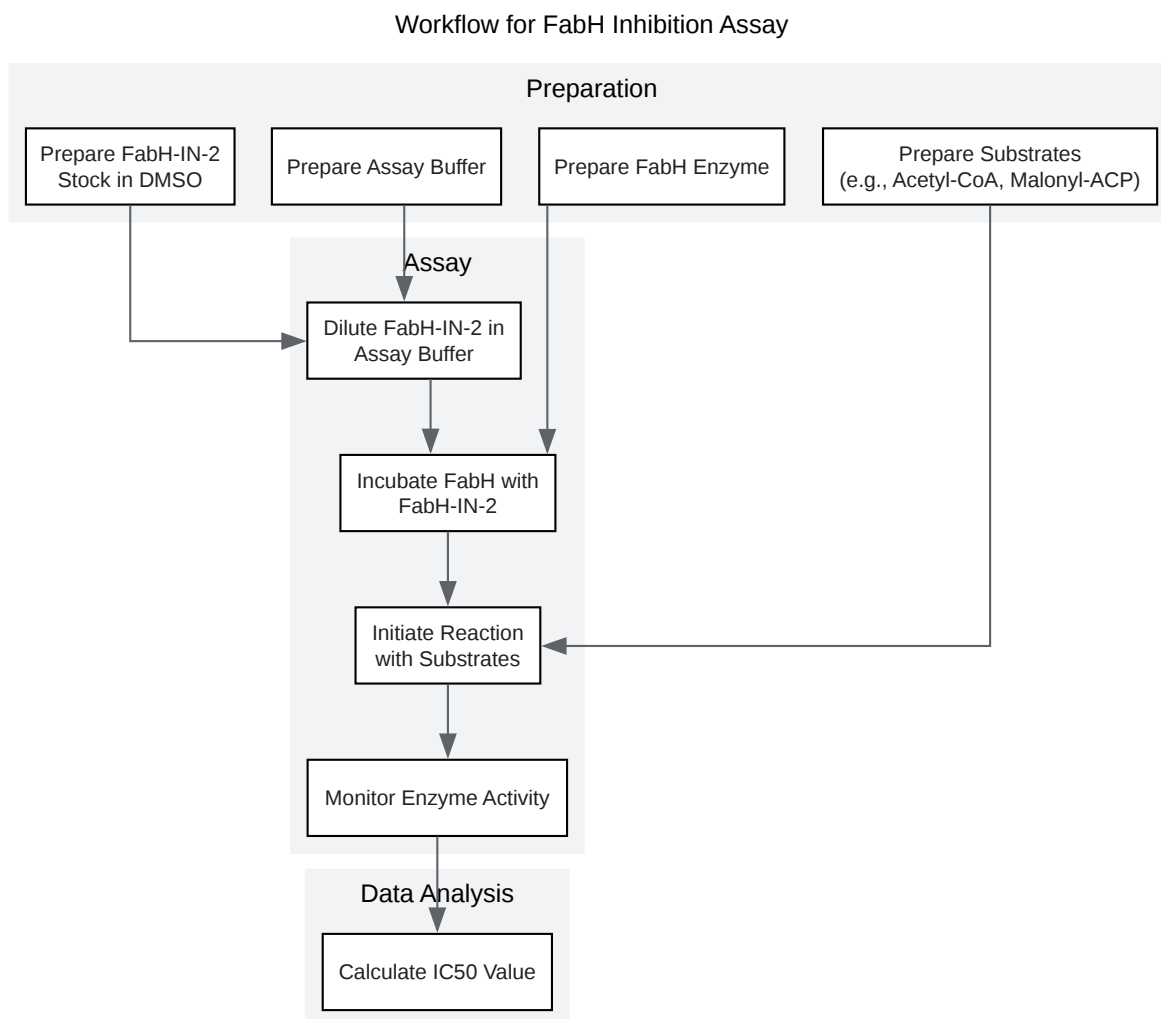 Workflow for FabH Inhibition Assay
Preparation
Prepare FabH-IN-2
Stock in DMSO
Prepare Assay Buffer
Prepare FabH Enzyme
Prepare Substrates
(e.g., Acetyl-CoA, Malonyl-ACP)
Assay
Dilute FabH-IN-2 in
Assay Buffer
Incubate FabH with
FabH-IN-2
Initiate Reaction
with Substrates
Monitor Enzyme Activity
Data Analysis
Calculate IC50 Value